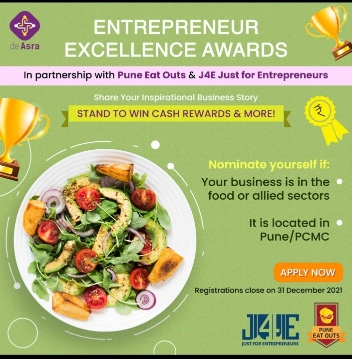 de Asra
ENTREPRENEUR
EXCELLENCE AWARDS
In partnership with Pune Eat Outs & J4E Just for Entrepreneurs
Share Your Inspirational Business Story
STAND TO WIN CASH REWARDS & MORE!
₹
Nominate yourself if:
Your business is in the
food or allied sectors
It is located in
Pune/PCMC
APPLY NOW
Registrations close on 31 December 2021
J4E
JUST FOR ENTREPRENEURS
PUNE
EAT OUTS